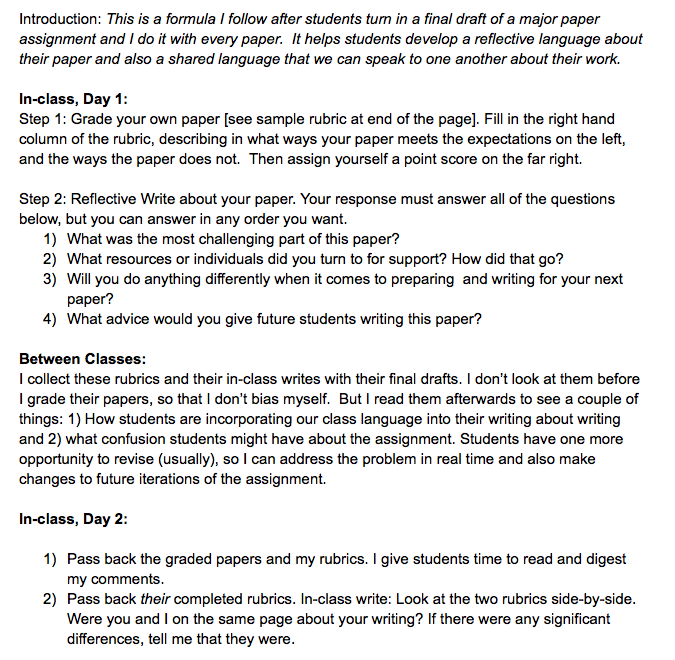 Introduction: This is a formula I follow after students turn in a final draft of a major paper
assignment and I do it with every paper.  It helps students develop a reflective language about
their paper and also a shared language that we can speak to one another about their work.
In-class, Day 1:
Step 1: Grade your own paper [see sample rubric at end of the page]. Fill in the right hand
column of the rubric, describing in what ways your paper meets the expectations on the left,
and the ways the paper does not.  Then assign yourself a point score on the far right.
Step 2: Reflective Write about your paper. Your response must answer all of the questions
below, but you can answer in any order you want.
1) What was the most challenging part of this paper?
2) What resources or individuals did you turn to for support? How did that go?
3) Will you do anything differently when it comes to preparing  and writing for your next
paper?
4) What advice would you give future students writing this paper?
Between Classes:
I collect these rubrics and their in-class writes with their final drafts. I don't look at them before
I grade their papers, so that I don't bias myself.  But I read them afterwards to see a couple of
things: 1) How students are incorporating our class language into their writing about writing
and 2) what confusion students might have about the assignment. Students have one more
opportunity to revise (usually), so I can address the problem in real time and also make
changes to future iterations of the assignment.
In-class, Day 2:
1) Pass back the graded papers and my rubrics. I give students time to read and digest
my comments.
2) Pass back their completed rubrics. In-class write: Look at the two rubrics side-by-side.
Were you and I on the same page about your writing? If there were any significant
differences, tell me that they were.